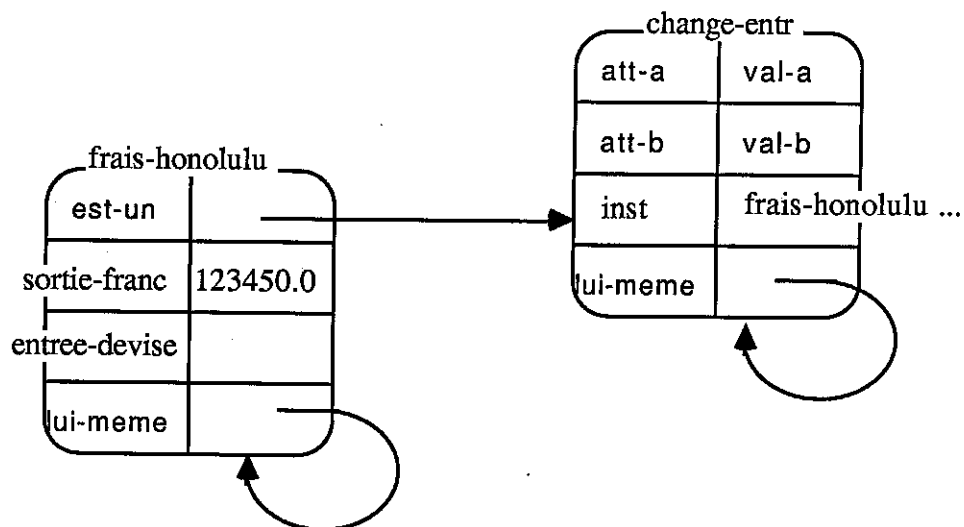 change-entr
att-a val-a
att-b val-b
inst frais-honolulu ...
lui-meme
frais-honolulu
est-un
sortie-franc 123450.0
entree-devise
lui-meme